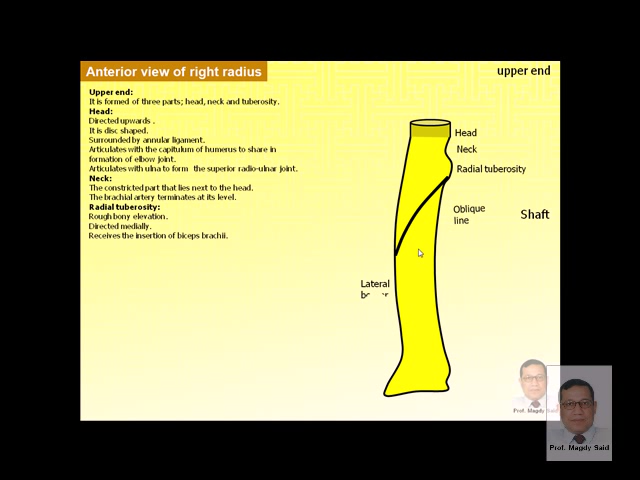 Anterior view of right radius
upper end
Upper end:
It is formed of three parts; head, neck and tuberosity.
Head:
Directed upwards .
It is disc shaped.
Surrounded by annular ligament.
Articulates with the capitulum of humerus to share in
formation of elbow joint.
Articulates with ulna to form the superior radio-ulnar joint.
Neck:
The constricted part that lies next to the head.
The brachial artery terminates at its level.
Radial tuberosity:
Rough bony elevation.
Directed medially.
Receives the insertion of biceps brachii.
Head
Neck
Radial tuberosity
Oblique
line
Shaft
Lateral
Prof. Magdy Said
Prof. Magdy Said